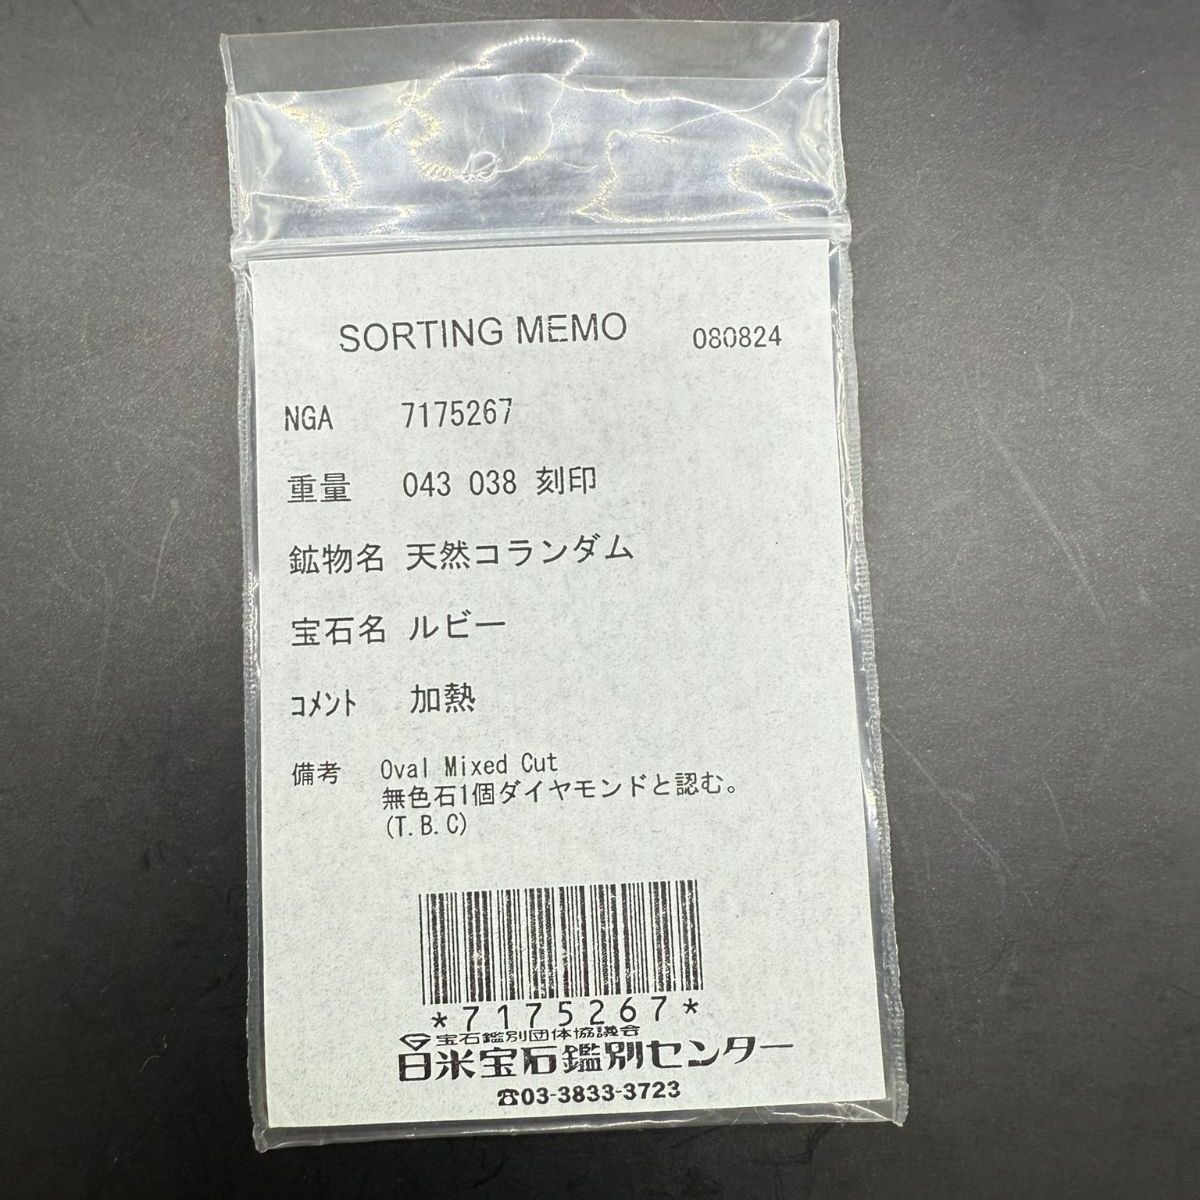 SORTING MEMO 080824
NGA 7175267
重量 043 038 刻印
鉱物名 天然コランダム
宝石名 ルビー
コメント 加熱
備考 Oval Mixed Cut
無色石1個ダイヤモンドと認む。
(T.B.C)
*7175267*
宝石鑑別団体協議会
日米宝石鑑別センター
☎03-3833-3723